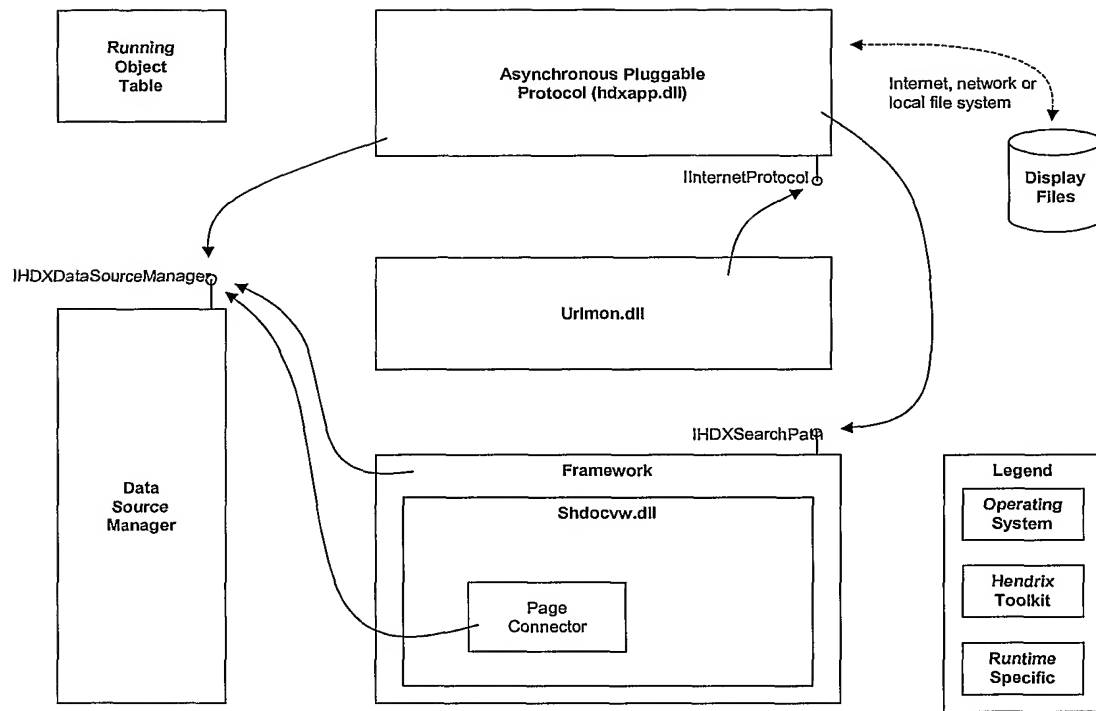 Running
Object
Table
Asynchronous Pluggable
Protocol (hdxapp.dll)
Internet, network or
local file system
Display
Files
IInternetProtocol
IHDXDataSourceManager
Urlmon.dll
IHDXSearchPath
Data
Source
Manager
Framework
Shdocvw.dll
Page
Connector
Legend
Operating
System
Hendrix
Toolkit
Runtime
Specific